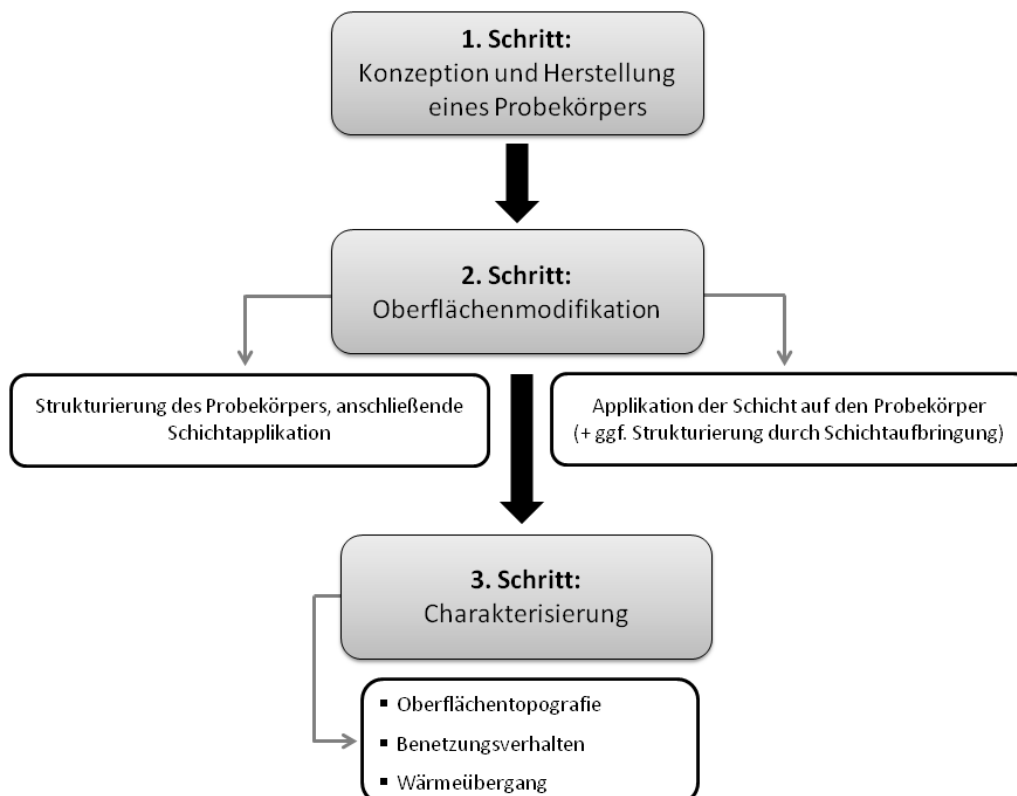 1. Schritt:
Konzeption und Herstellung
eines Probekörpers
2. Schritt:
Oberflächenmodifikation
Strukturierung des Probekörpers, anschließende
Schichtapplikation
Applikation der Schicht auf den Probekörper
(+ ggf. Strukturierung durch Schichtaufbringung)
3. Schritt:
Charakterisierung
▪ Oberflächentopografie
▪ Benetzungsverhalten
▪ Wärmeübergang